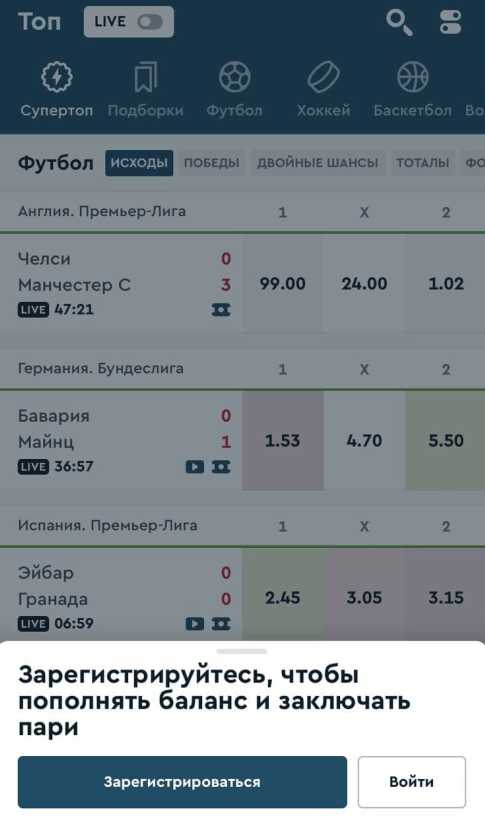 Топ LIVE
Супертоп Подборки Футбол Хоккей Баскетбол Во
Футбол ИСХОДЫ ПОБЕДЫ ДВОЙНЫЕ ШАНСЫ ТОТАЛЫ ФО
Англия. Премьер-Лига 1 X 2
Челси 0
Манчестер С 3 99.00 24.00 1.02
LIVE 47:21
Германия. Бундеслига 1 X 2
Бавария 0
Майнц 1 1.53 4.70 5.50
LIVE 36:57
Испания. Премьер-Лига 1 X 2
Эйбар 0
Гранада 0 2.45 3.05 3.15
LIVE 06:59
Зарегистрируйтесь, чтобы
пополнять баланс и заключать
пари
Зарегистрироваться Войти